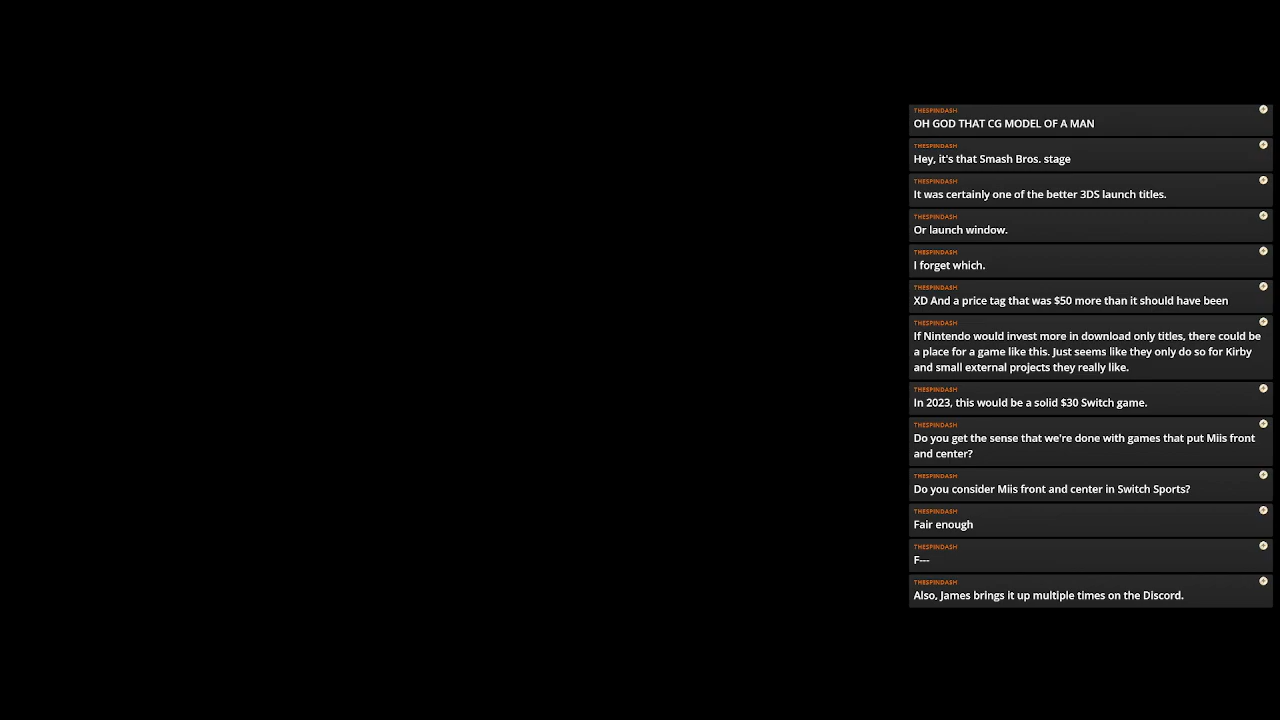 THESPINDASH
OH GOD THAT CG MODEL OF A MAN
THESPINDASH
Hey, it's that Smash Bros. stage
THESPINDASH
It was certainly one of the better 3DS launch titles.
THESPINDASH
Or launch window.
THESPINDASH
I forget which.
THESPINDASH
XD And a price tag that was $50 more than it should have been
THESPINDASH
If Nintendo would invest more in download only titles, there could be
a place for a game like this. Just seems like they only do so for Kirby
and small external projects they really like.
THESPINDASH
In 2023, this would be a solid $30 Switch game.
THESPINDASH
Do you get the sense that we're done with games that put Miis front
and center?
THESPINDASH
Do you consider Miis front and center in Switch Sports?
THESPINDASH
Fair enough
THESPINDASH
F---
THESPINDASH
Also, James brings it up multiple times on the Discord.